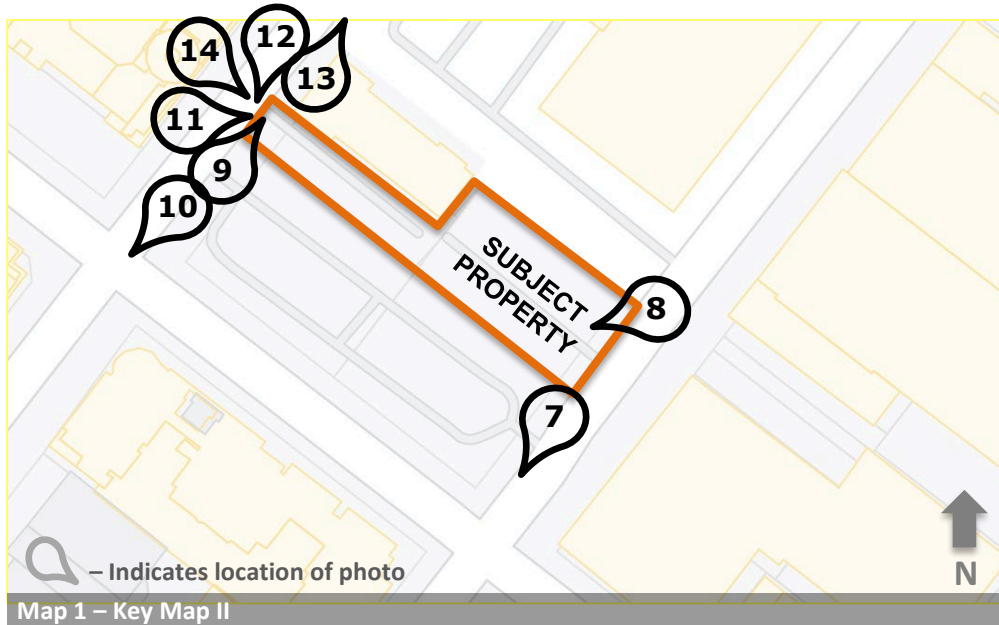 12
14
13
11
9
10
SUBJECT
PROPERTY
8
7
N
– Indicates location of photo
Map 1 – Key Map II